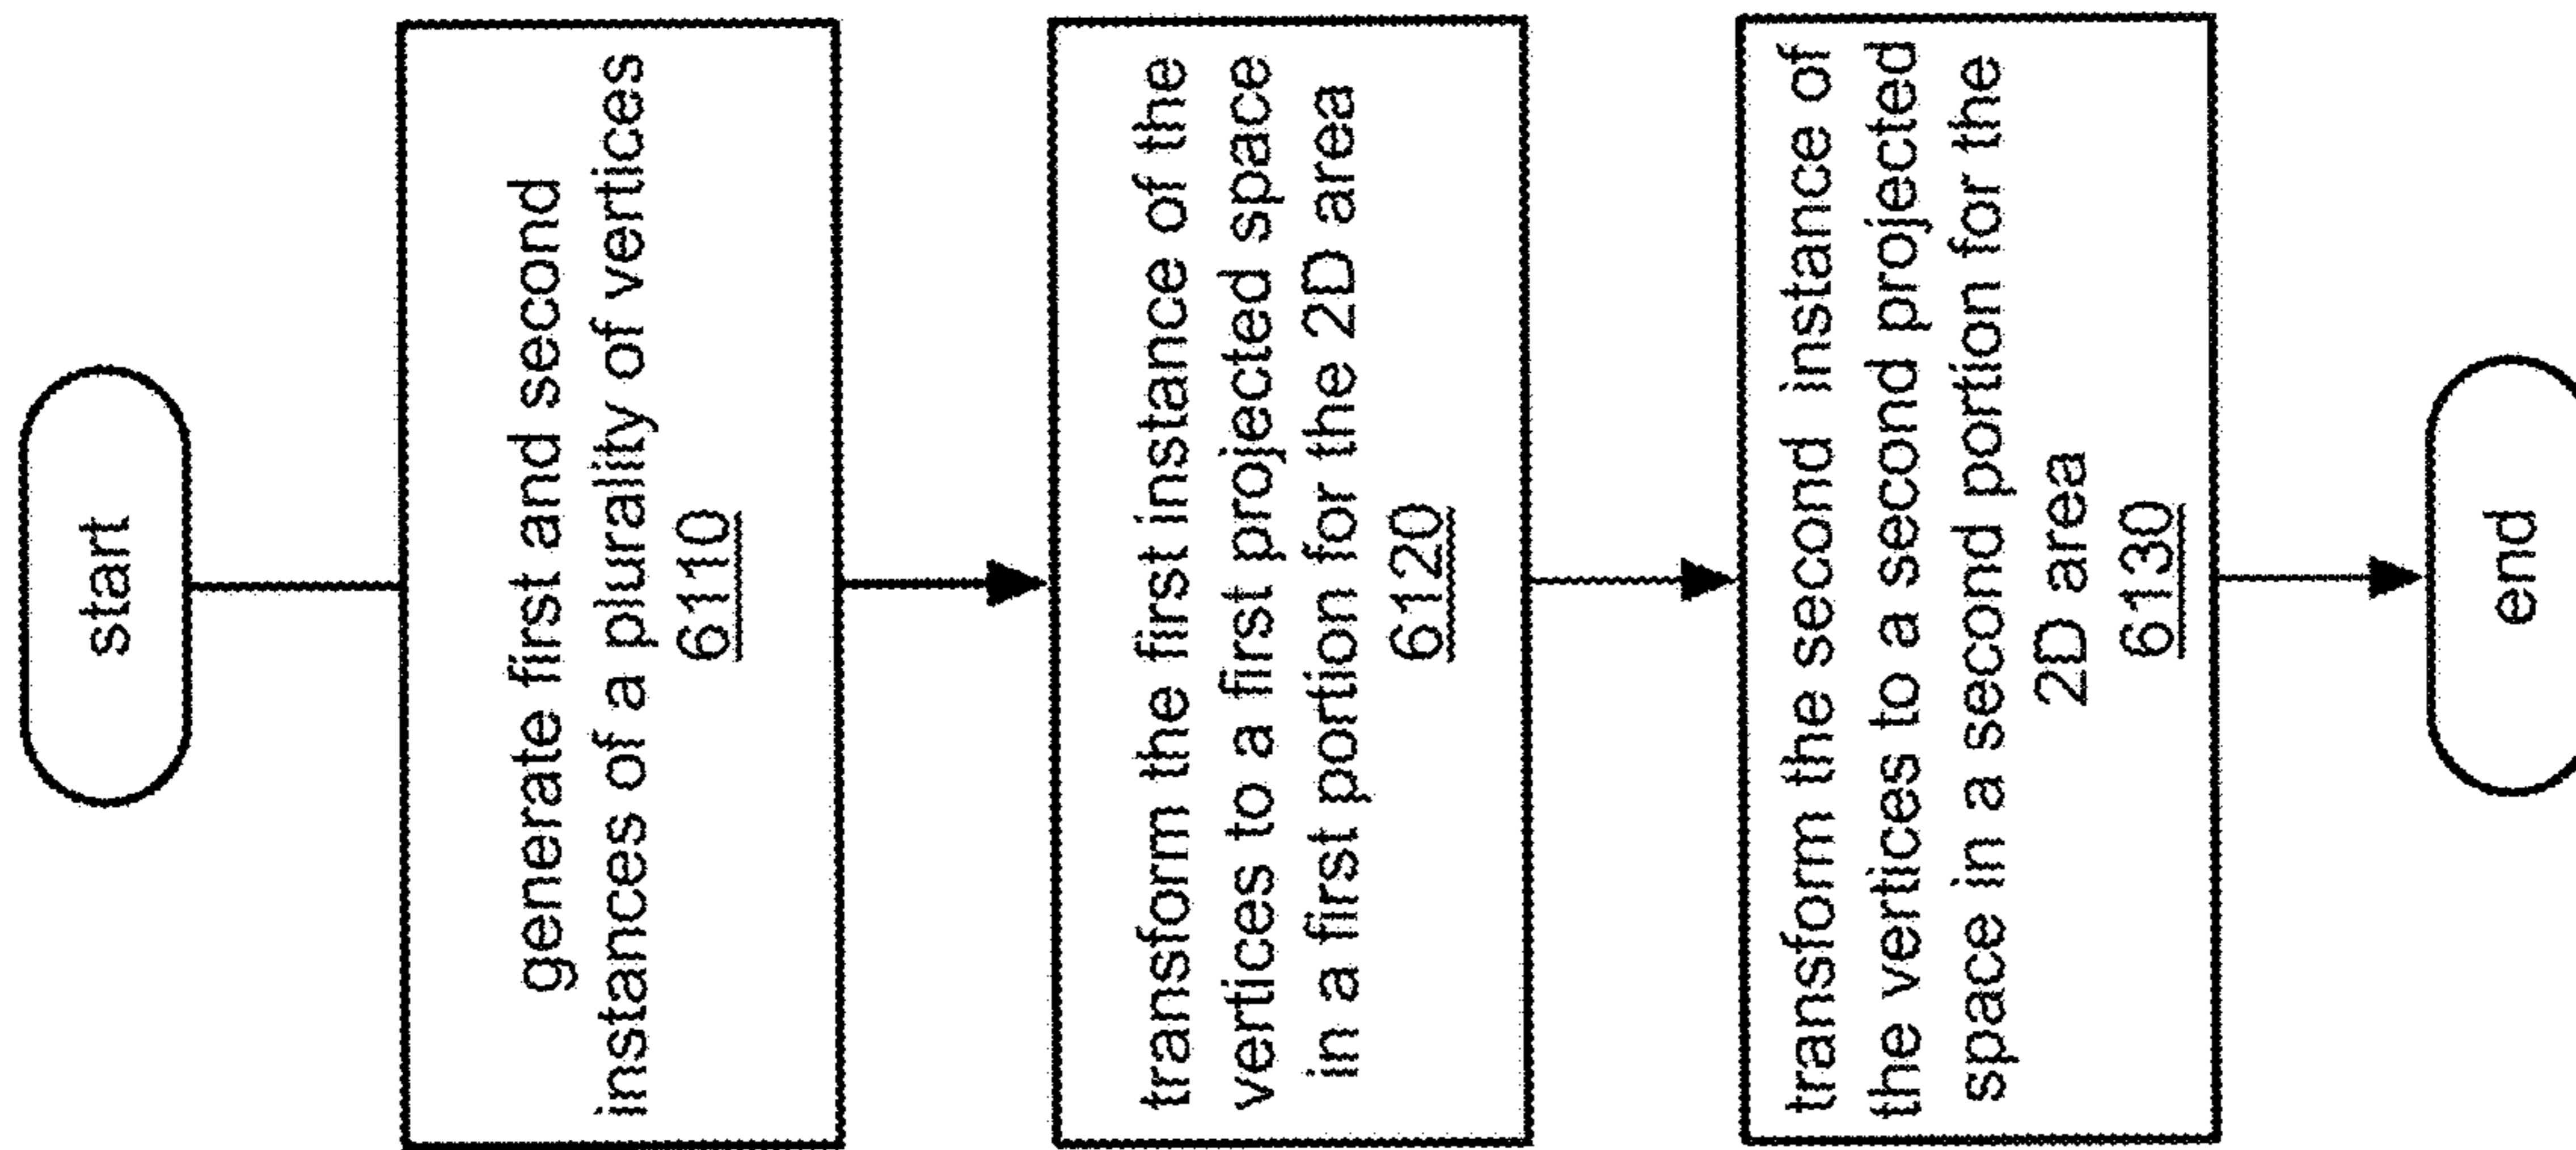 start
generate first and second
instances of a plurality of vertices
6110
transform the first instance of the
vertices to a first projected space
in a first portion for the 2D area
6120
transform the second instance of
the vertices to a second projected
space in a second portion for the
2D area
6130
end